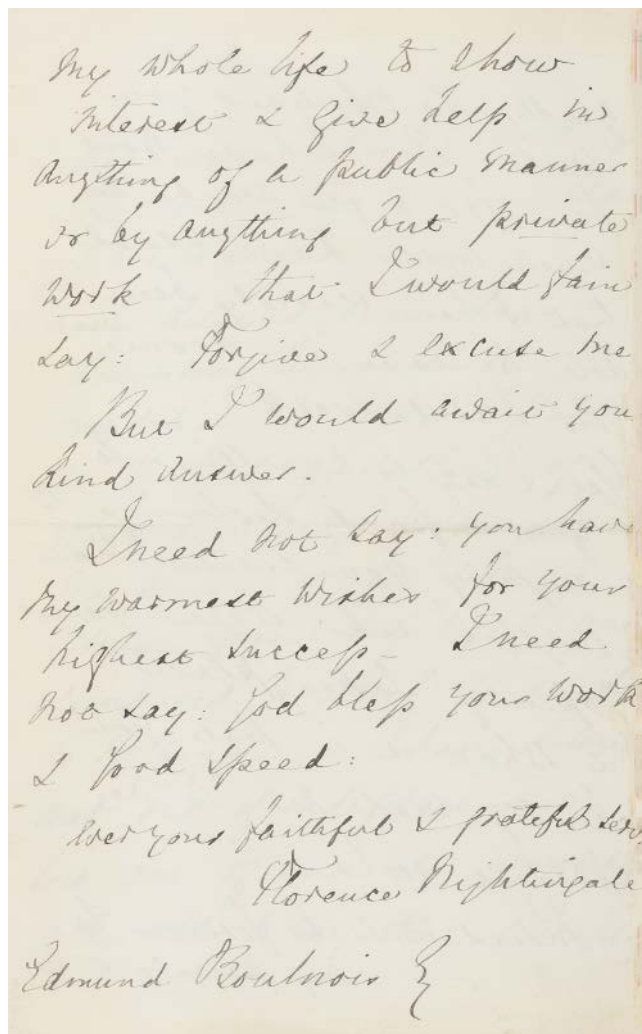 my whole life to show
interest & give help in
anything of a public manner
or by anything but private
work that I would fain
say: Forgive & excuse me
But I would await you
kind answer.
I need not say: you have
my warmest wishes for your
highest success _ I need
not say: God bless your work
& good speed:
ever your faithful & grateful serv.
Florence Nightingale
Edmund Boulnois